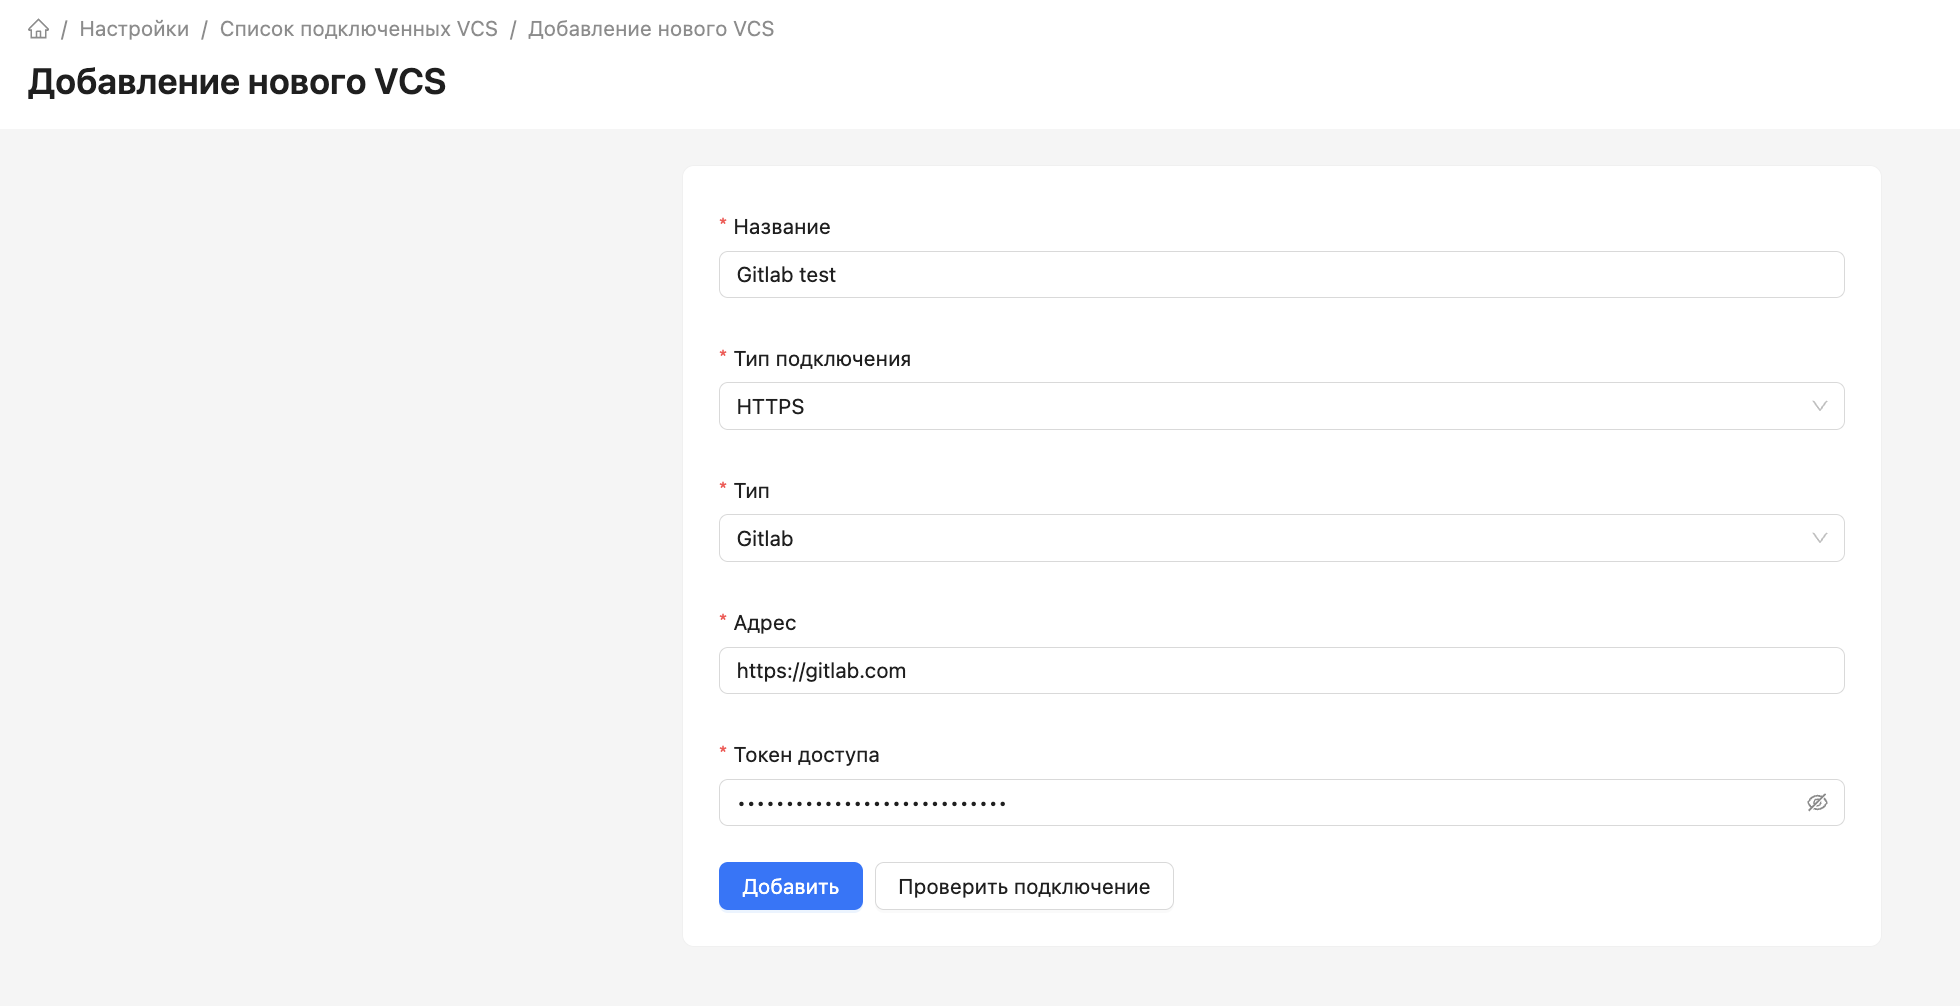 / Настройки / Список подключенных VCS / Добавление нового VCS
Добавление нового VCS
* Название
Gitlab test
* Тип подключения
HTTPS
* Тип
Gitlab
* Адрес
https://gitlab.com
* Токен доступа
••••••••••••••••••••••••••••
Добавить Проверить подключение